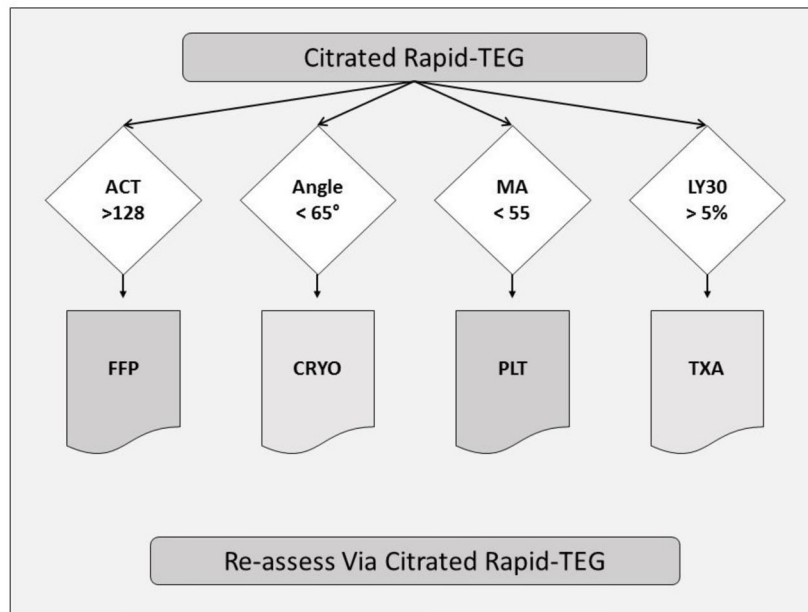 Citrated Rapid-TEG
ACT
>128
Angle
< 65°
MA
< 55
LY30
> 5%
FFP
CRYO
PLT
TXA
Re-assess Via Citrated Rapid-TEG